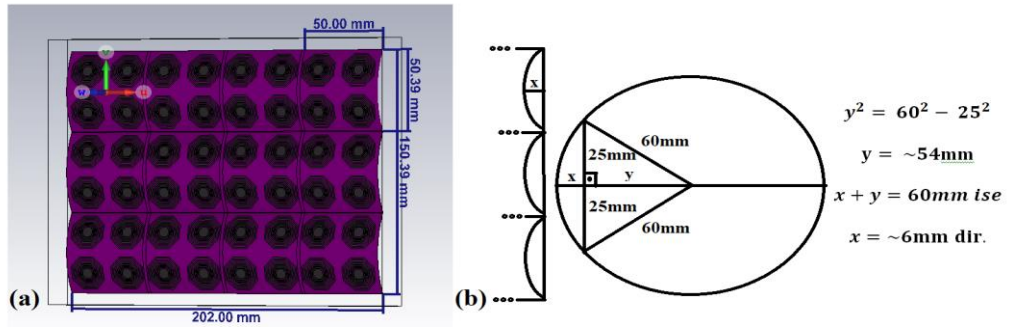 50.00 mm
50.39 mm
150.39 mm
202.00 mm
v
w
u
(a)
x
60mm
25mm
x
y
25mm
60mm
(b)
y² = 60² − 25²
y = ~54mm
x + y = 60mm ise
x = ~6mm dir.